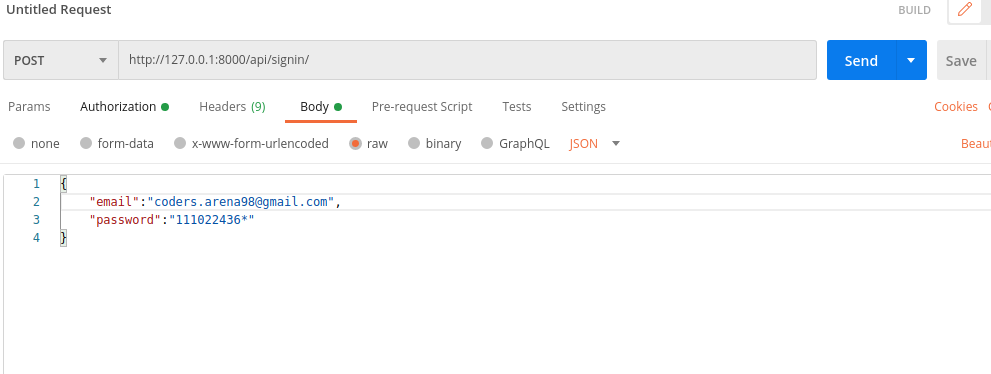 Untitled Request
BUILD
POST
http://127.0.0.1:8000/api/signin/
Send
Save
Params
Authorization
Headers (9)
Body
Pre-request Script
Tests
Settings
Cookies
none
form-data
x-www-form-urlencoded
raw
binary
GraphQL
JSON
Beaut
1 {
2 "email":"coders.arena98@gmail.com",
3 "password":"111022436*"
4 }